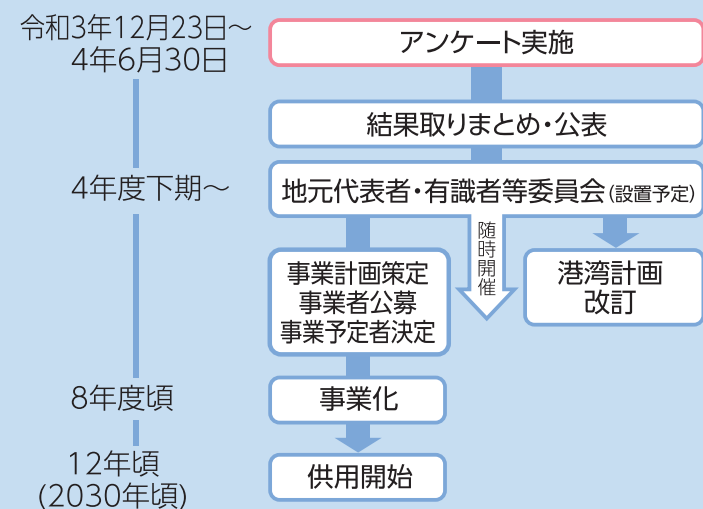 令和3年12月23日～
4年6月30日
アンケート実施
結果取りまとめ・公表
4年度下期～
地元代表者・有識者等委員会(設置予定)
随時開催
事業計画策定
事業者公募
事業予定者決定
港湾計画
改訂
8年度頃
事業化
12年頃
(2030年頃)
供用開始